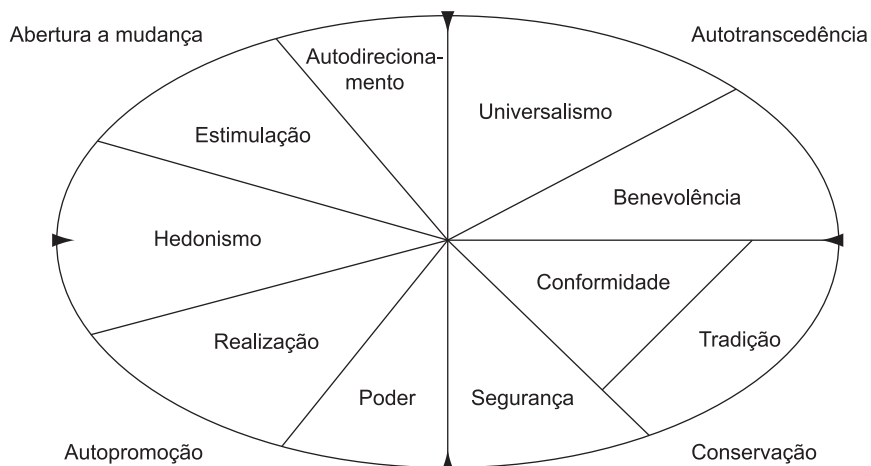 Abertura a mudança
Autotranscedência
Autodireciona-
mento
Universalismo
Estimulação
Benevolência
Hedonismo
Conformidade
Realização
Tradição
Poder
Segurança
Autopromoção
Conservação